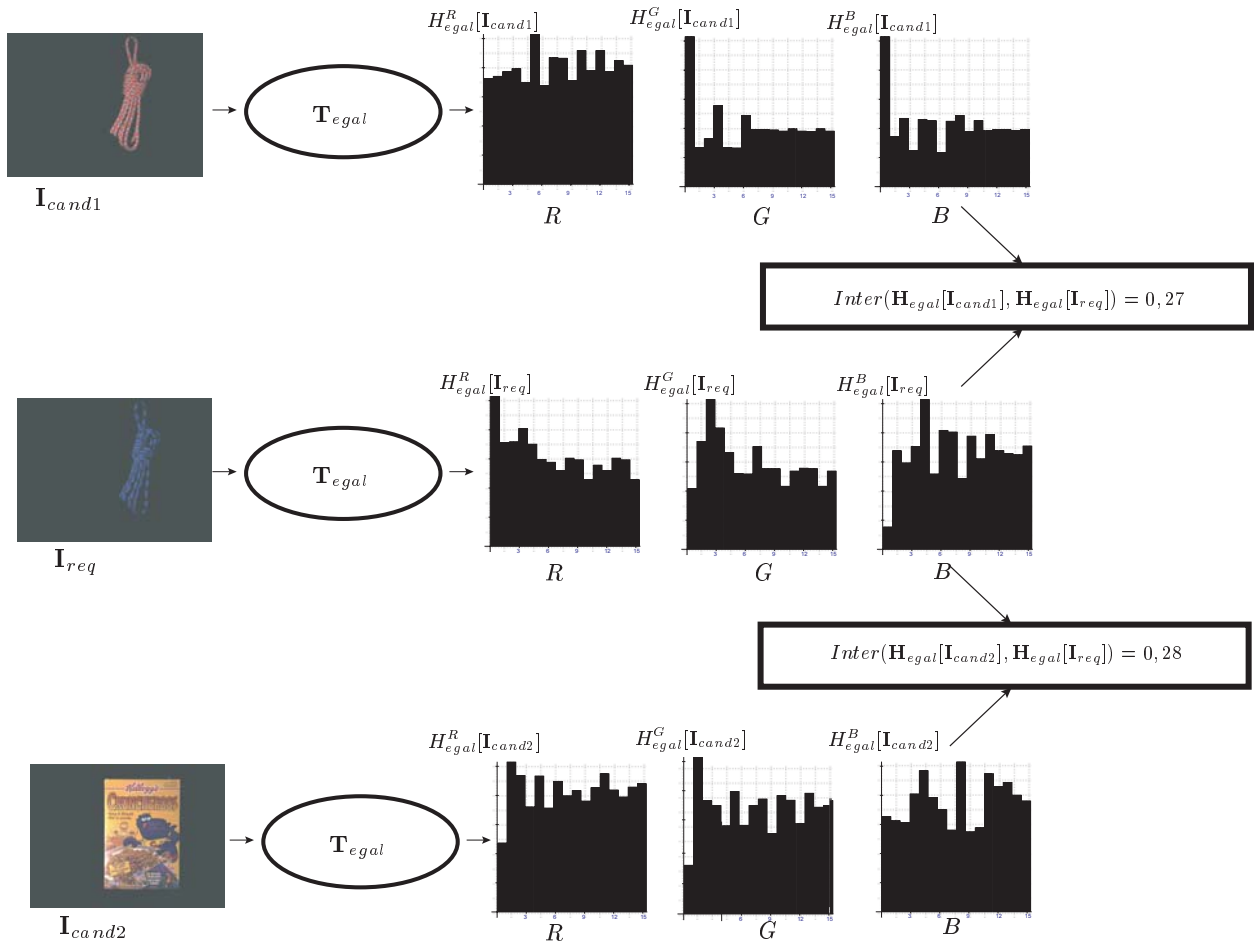 H^R_{egal}[I_{cand1}] H^G_{egal}[I_{cand1}] H^B_{egal}[I_{cand1}]
T_{egal}
3 6 9 12 15 3 6 9 12 15 3 6 9 12 15
I_{cand1} R G B
Inter(H_{egal}[I_{cand1}], H_{egal}[I_{req}]) = 0,27
H^R_{egal}[I_{req}] H^G_{egal}[I_{req}] H^B_{egal}[I_{req}]
T_{egal}
3 6 9 12 15 3 6 9 12 15 3 6 9 12 15
I_{req} R G B
Inter(H_{egal}[I_{cand2}], H_{egal}[I_{req}]) = 0,28
H^R_{egal}[I_{cand2}] H^G_{egal}[I_{cand2}] H^B_{egal}[I_{cand2}]
Kellogg's
T_{egal}
3 6 9 12 15 6 9 12 15 3 6 9 12 15
I_{cand2} R G B